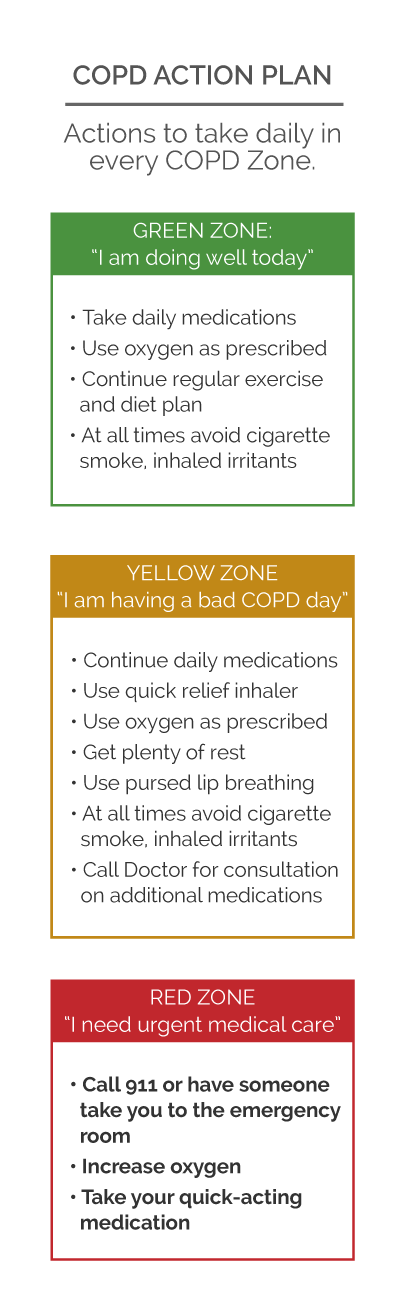 COPD ACTION PLAN
Actions to take daily in
every COPD Zone.
GREEN ZONE:
“I am doing well today”
• Take daily medications
• Use oxygen as prescribed
• Continue regular exercise
and diet plan
• At all times avoid cigarette
smoke, inhaled irritants
YELLOW ZONE
“I am having a bad COPD day”
• Continue daily medications
• Use quick relief inhaler
• Use oxygen as prescribed
• Get plenty of rest
• Use pursed lip breathing
• At all times avoid cigarette
smoke, inhaled irritants
• Call Doctor for consultation
on additional medications
RED ZONE
“I need urgent medical care”
• Call 911 or have someone
take you to the emergency
room
• Increase oxygen
• Take your quick-acting
medication